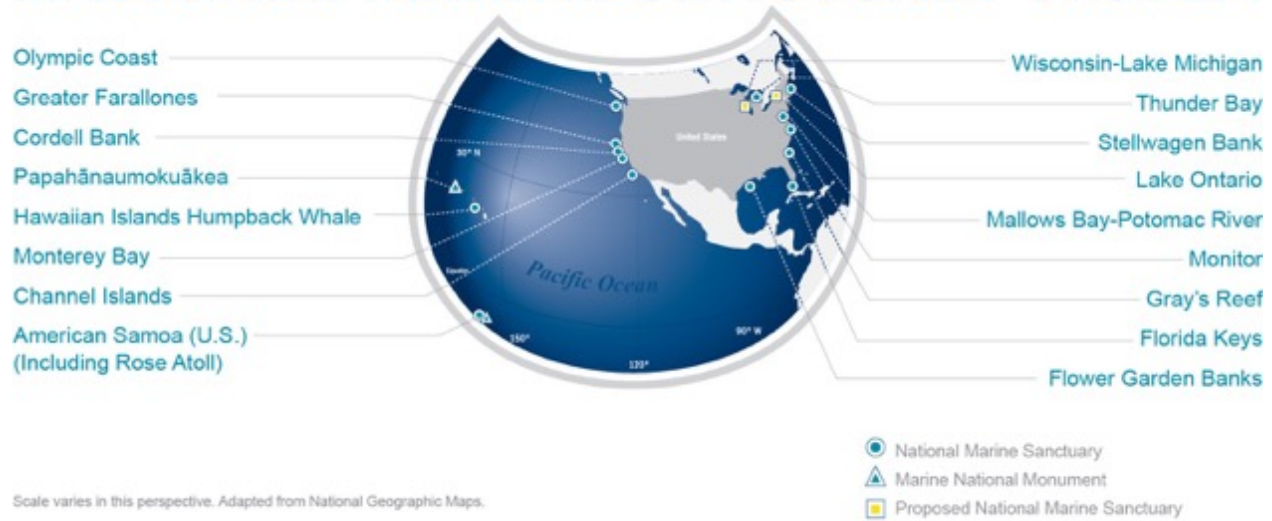 Olympic Coast
Greater Farallones
Cordell Bank
Papahānaumokuākea
Hawaiian Islands Humpback Whale
Monterey Bay
Channel Islands
American Samoa (U.S.)
(Including Rose Atoll)
Wisconsin-Lake Michigan
Thunder Bay
Stellwagen Bank
Lake Ontario
Mallows Bay-Potomac River
Monitor
Gray's Reef
Florida Keys
Flower Garden Banks
United States
30° N
Equator
Pacific Ocean
150°
120°
90° W
National Marine Sanctuary
Marine National Monument
Proposed National Marine Sanctuary
Scale varies in this perspective. Adapted from National Geographic Maps.